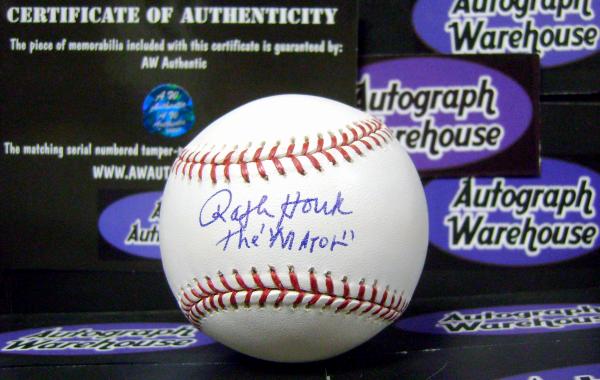 CERTIFICATE OF AUTHENTICITY
The piece of memorabilia included with this certificate is guaranteed by:
AW Authentic
The matching serial numbered tamper-
WWW.AWAUT
Autograph
Warehouse
Autograph
Warehouse
Autograph
Warehouse
Ralph Houk
The "MAJOR"
Autograph Warehouse
Autograph Warehouse